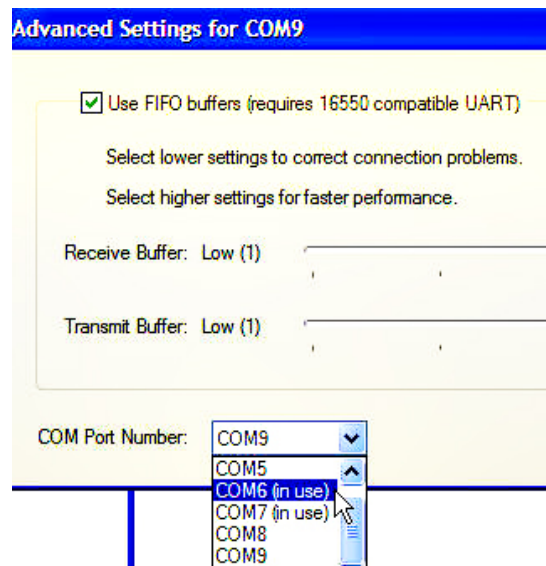 Advanced Settings for COM9
Use FIFO buffers (requires 16550 compatible UART)
Select lower settings to correct connection problems.
Select higher settings for faster performance.
Receive Buffer: Low (1)
Transmit Buffer: Low (1)
COM Port Number: COM9
COM5
COM6 (in use)
COM7 (in use)
COM8
COM9